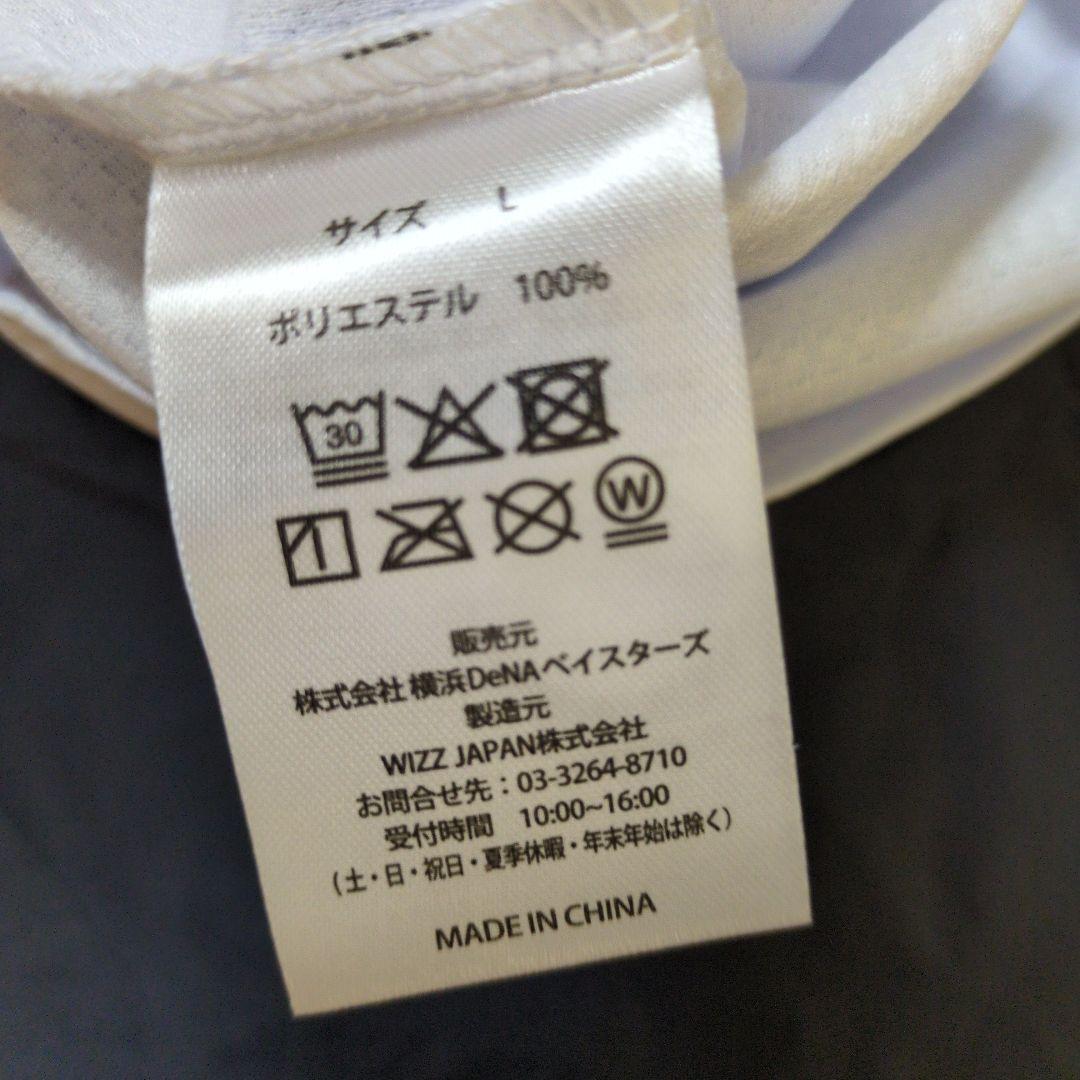 サイズ L
ポリエステル 100%
30
W
販売元
株式会社 横浜DeNAベイスターズ
製造元
WIZZ JAPAN株式会社
お問合せ先：03-3264-8710
受付時間 10:00~16:00
（土・日・祝日・夏季休暇・年末年始は除く）
MADE IN CHINA